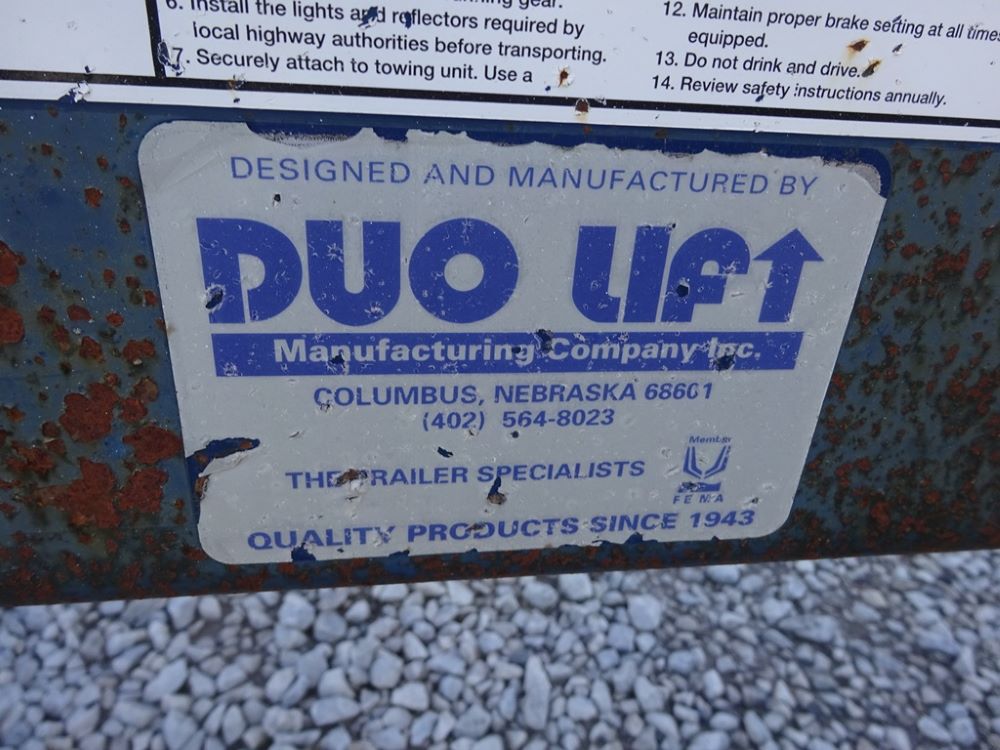 running gear.
6. Install the lights and reflectors required by
local highway authorities before transporting.
7. Securely attach to towing unit. Use a
12. Maintain proper brake setting at all times
equipped.
13. Do not drink and drive.
14. Review safety instructions annually.
DESIGNED AND MANUFACTURED BY
DUO LIFT
Manufacturing Company Inc.
COLUMBUS, NEBRASKA 68601
(402) 564-8023
THE TRAILER SPECIALISTS
Member
FEMA
QUALITY PRODUCTS SINCE 1943